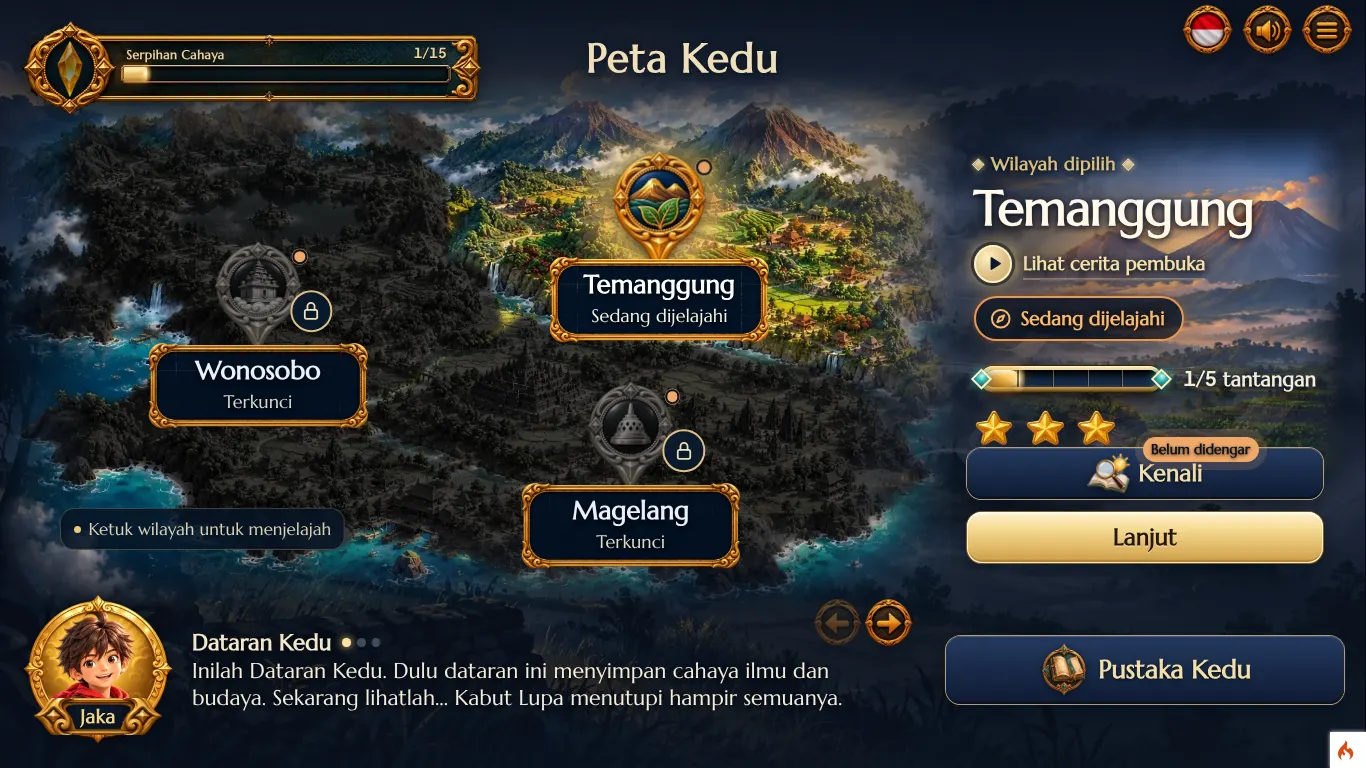 Serpihan Cahaya
1/15
Peta Kedu
Wilayah dipilih
Temanggung
Lihat cerita pembuka
Sedang dijelajahi
1/5 tantangan
Belum didengar
Kenali
Lanjut
Temanggung
Sedang dijelajahi
Wonosobo
Terkunci
Magelang
Terkunci
Ketuk wilayah untuk menjelajah
Dataran Kedu
Inilah Dataran Kedu. Dulu dataran ini menyimpan cahaya ilmu dan
budaya. Sekarang lihatlah... Kabut Lupa menutupi hampir semuanya.
Jaka
Pustaka Kedu